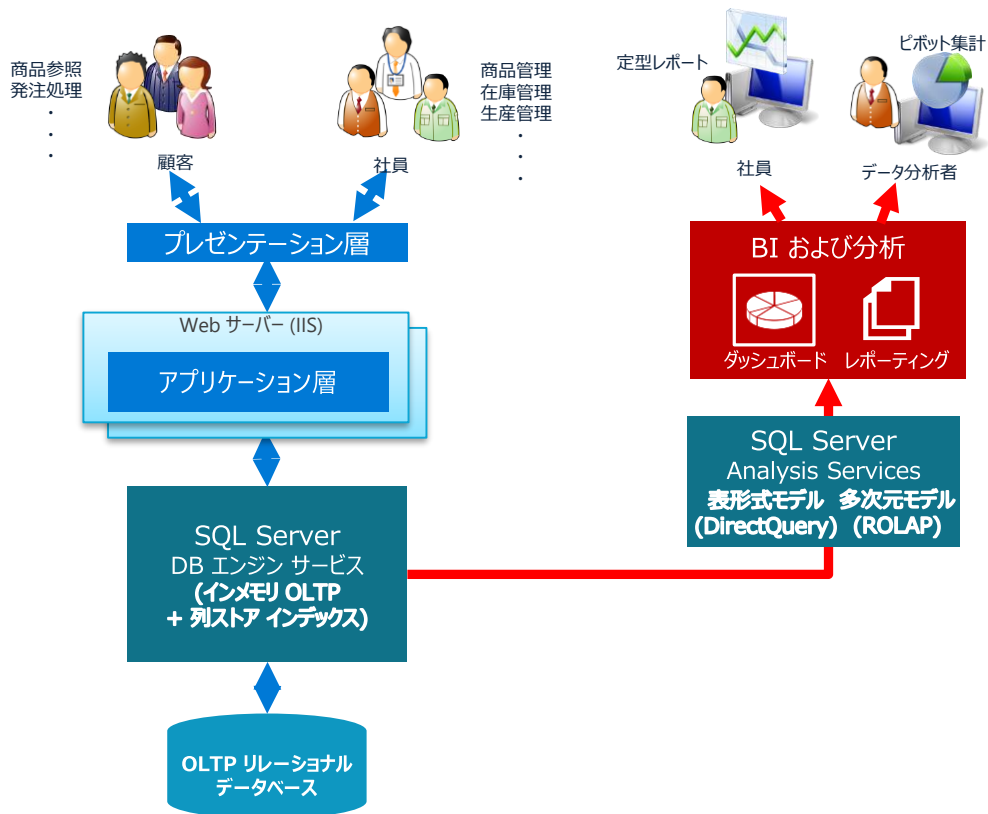 商品参照
発注処理
・
・
・
顧客
社員
商品管理
在庫管理
生産管理
・
・
・
定型レポート
ピボット集計
社員
データ分析者
プレゼンテーション層
Web サーバー (IIS)
アプリケーション層
SQL Server
DB エンジン サービス
(インメモリ OLTP
+ 列ストア インデックス)
OLTP リレーショナル
データベース
BI および分析
ダッシュボード
レポーティング
SQL Server
Analysis Services
表形式モデル 多次元モデル
(DirectQuery) (ROLAP)